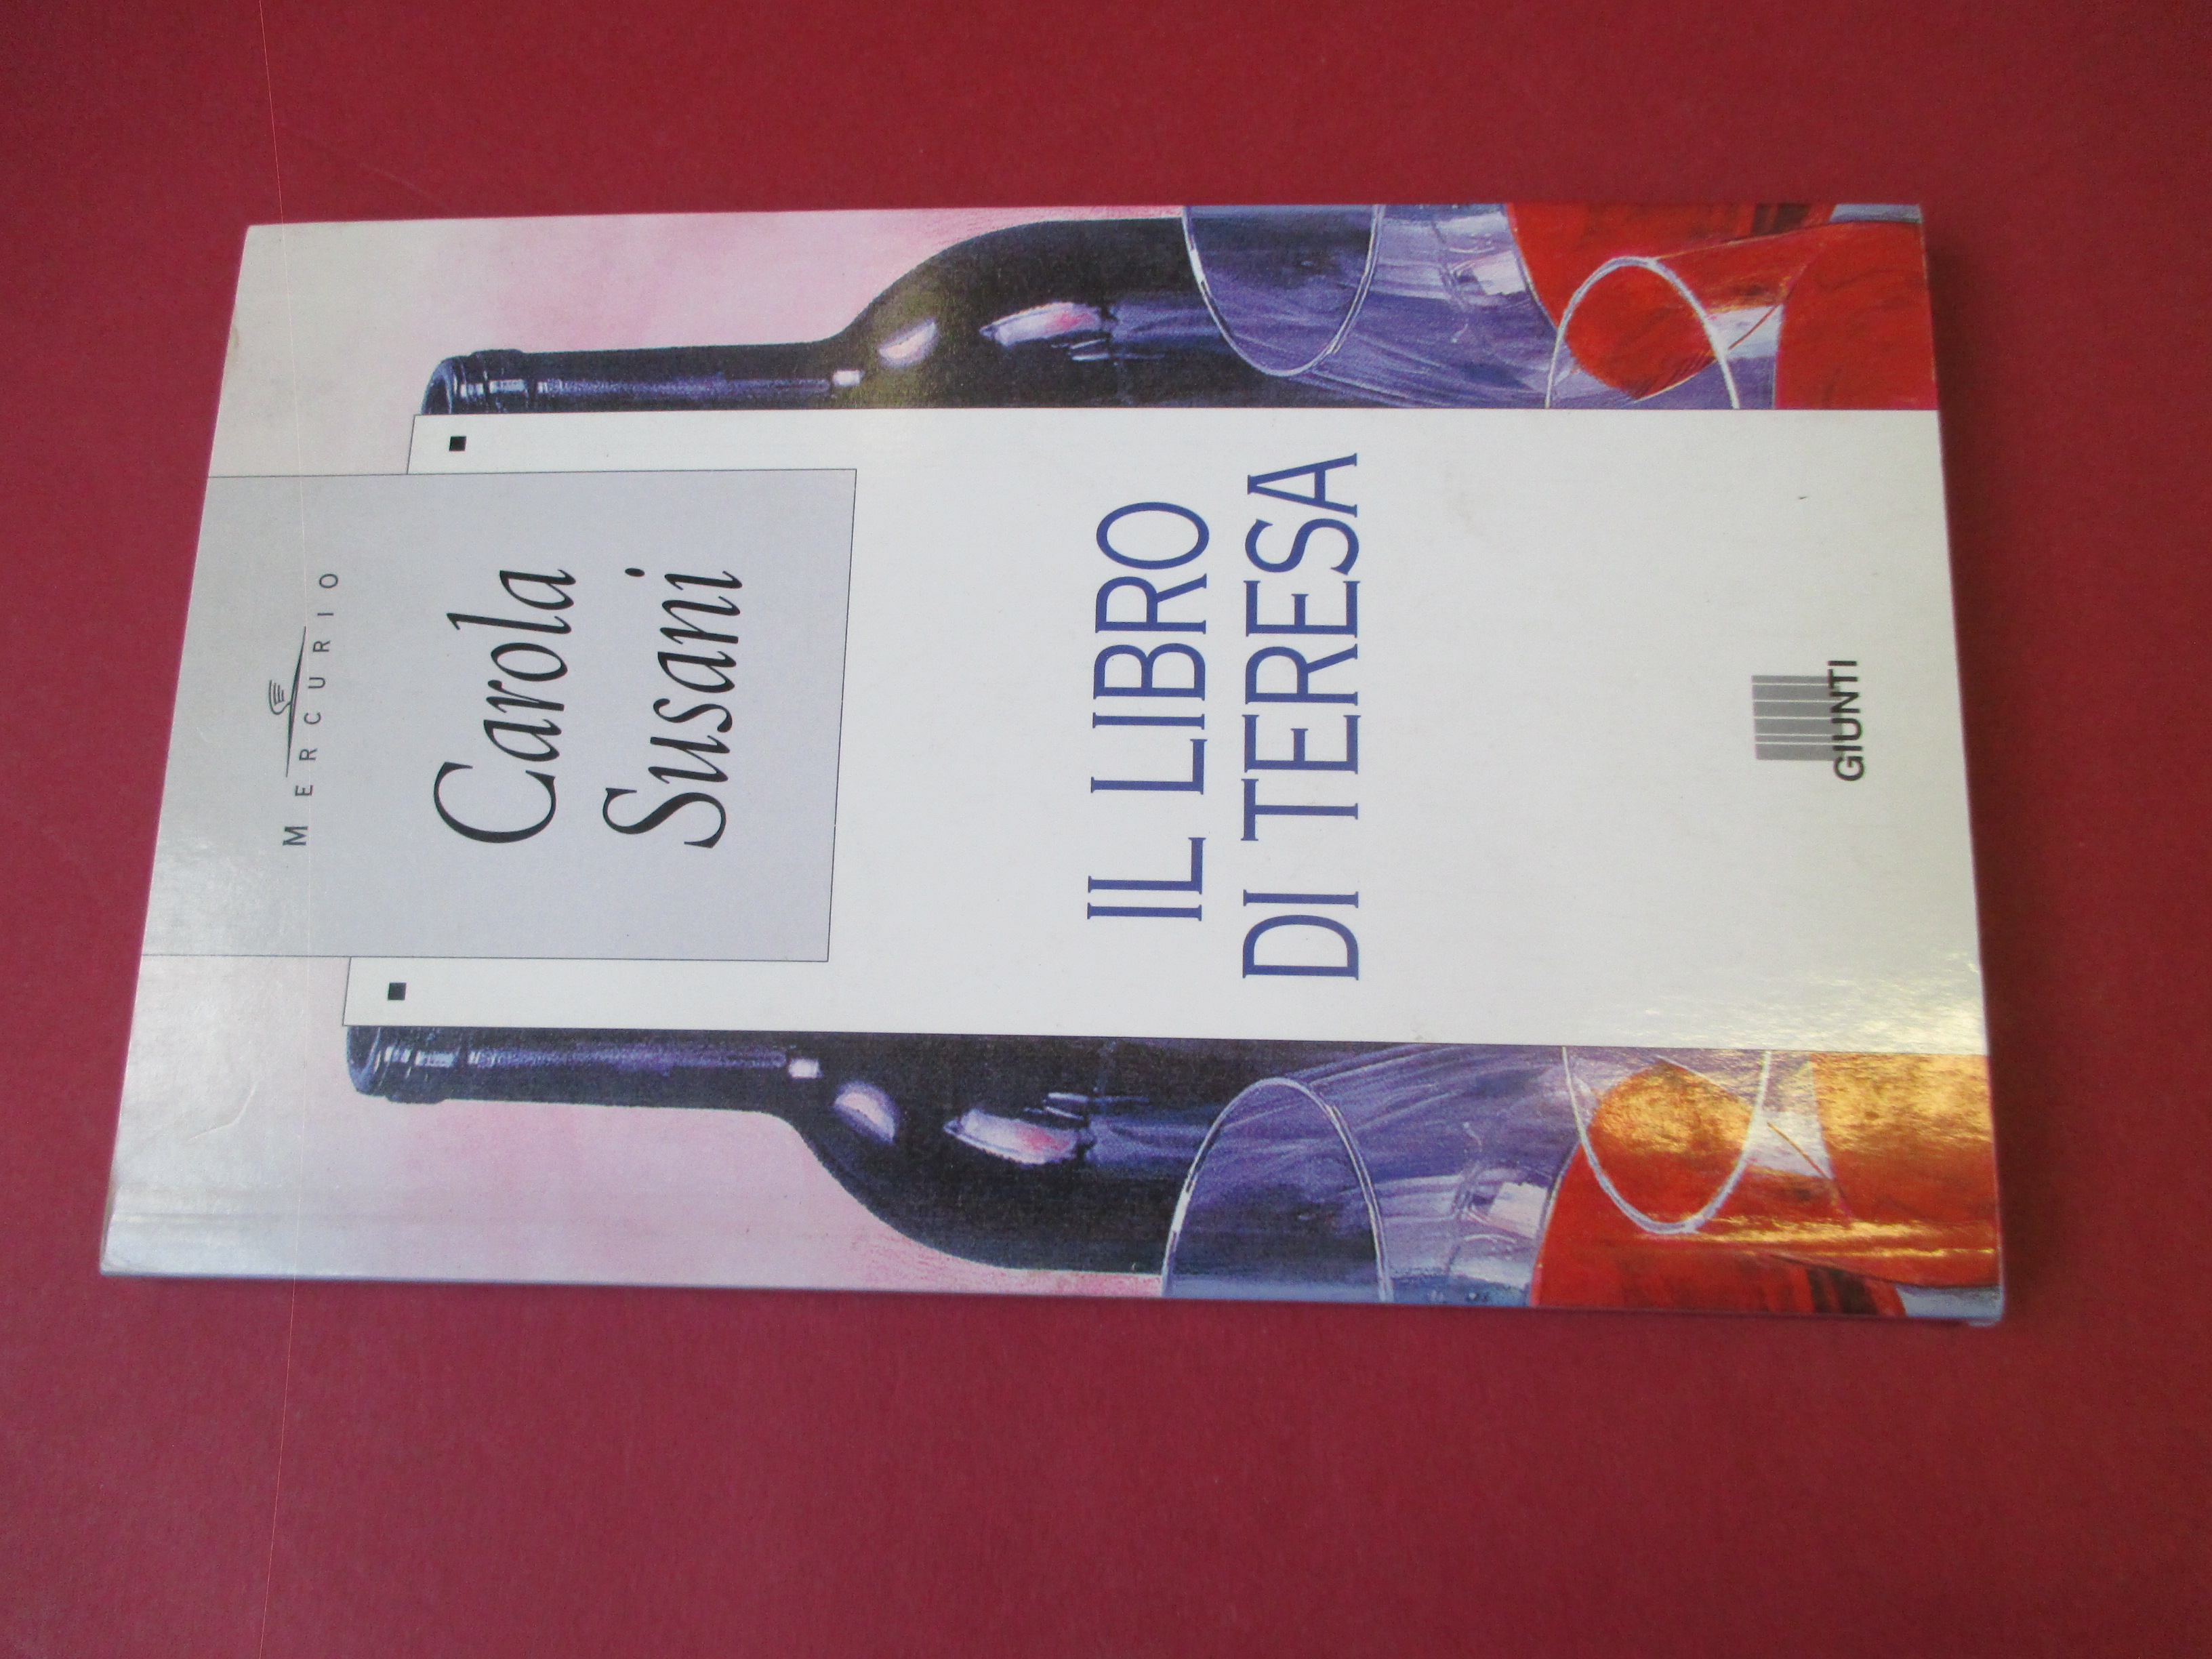 MERCURIO
Carola
Susani
IL LIBRO
DI TERESA
GIUNTI